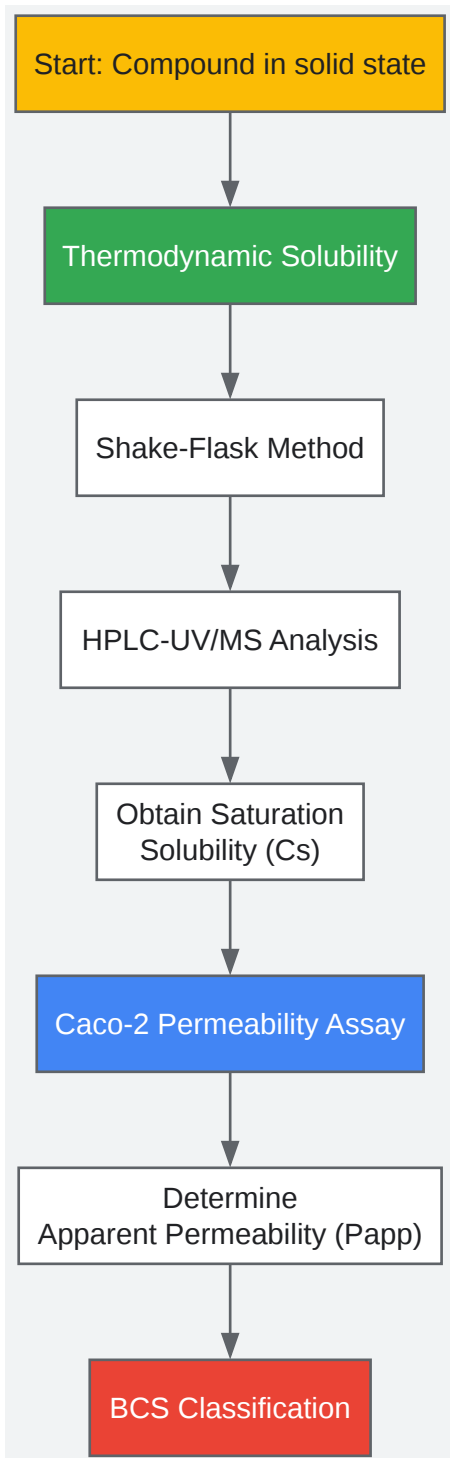 Start: Compound in solid state
Thermodynamic Solubility
Shake-Flask Method
HPLC-UV/MS Analysis
Obtain Saturation
Solubility (Cs)
Caco-2 Permeability Assay
Determine
Apparent Permeability (Papp)
BCS Classification